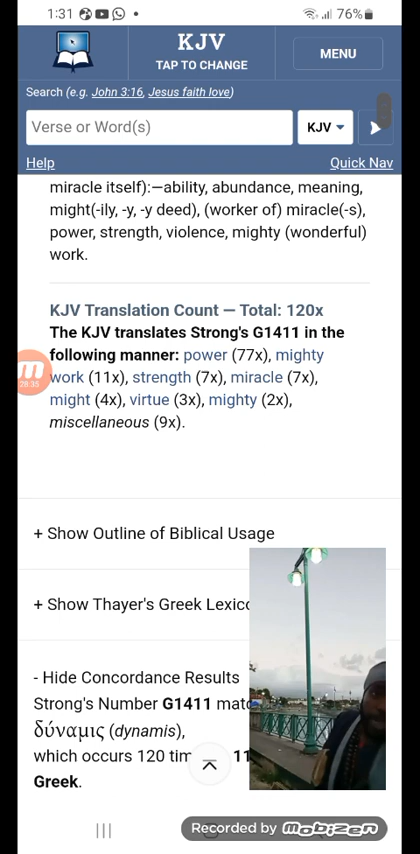 1:31
76%
KJV
TAP TO CHANGE
MENU
Search (e.g. John 3:16, Jesus faith love)
Verse or Word(s)
KJV
Help
Quick Nav
miracle itself):—ability, abundance, meaning,
might(-ily, -y, -y deed), (worker of) miracle(-s),
power, strength, violence, mighty (wonderful)
work.
KJV Translation Count — Total: 120x
The KJV translates Strong's G1411 in the
following manner: power (77x), mighty
work (11x), strength (7x), miracle (7x),
might (4x), virtue (3x), mighty (2x),
miscellaneous (9x).
28:35
+ Show Outline of Biblical Usage
+ Show Thayer's Greek
- Hide Concordance Results
Strong's Number G1411
δύναμις (dynamis),
which occurs 120
Greek.
Recorded by mobizen